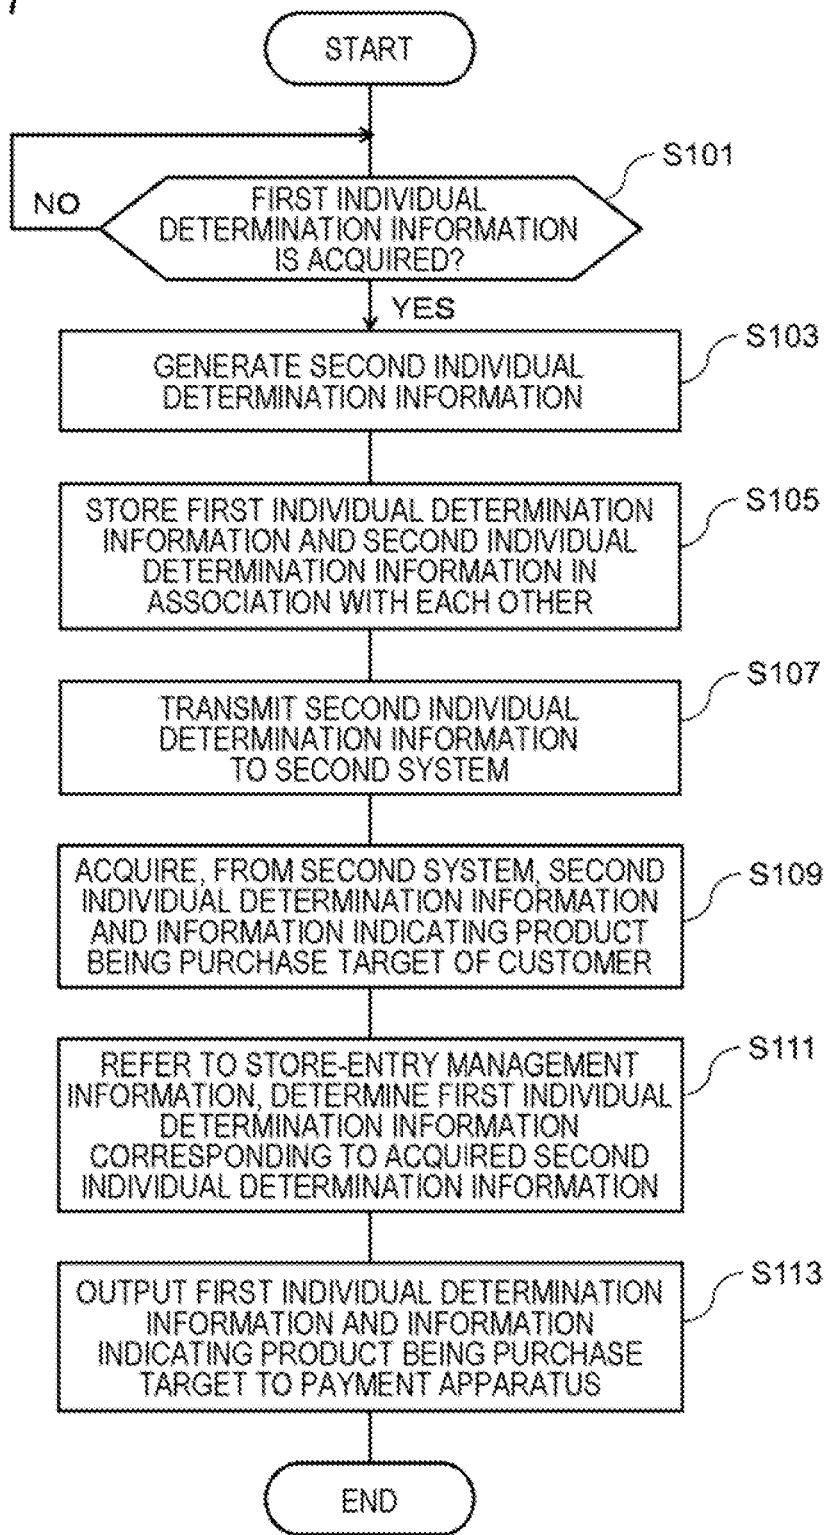 START
S101
NO
FIRST INDIVIDUAL
DETERMINATION INFORMATION
IS ACQUIRED?
YES
S103
GENERATE SECOND INDIVIDUAL
DETERMINATION INFORMATION
S105
STORE FIRST INDIVIDUAL DETERMINATION
INFORMATION AND SECOND INDIVIDUAL
DETERMINATION INFORMATION IN
ASSOCIATION WITH EACH OTHER
S107
TRANSMIT SECOND INDIVIDUAL
DETERMINATION INFORMATION
TO SECOND SYSTEM
S109
ACQUIRE, FROM SECOND SYSTEM, SECOND
INDIVIDUAL DETERMINATION INFORMATION
AND INFORMATION INDICATING PRODUCT
BEING PURCHASE TARGET OF CUSTOMER
S111
REFER TO STORE-ENTRY MANAGEMENT
INFORMATION, DETERMINE FIRST INDIVIDUAL
DETERMINATION INFORMATION
CORRESPONDING TO ACQUIRED SECOND
INDIVIDUAL DETERMINATION INFORMATION
S113
OUTPUT FIRST INDIVIDUAL DETERMINATION
INFORMATION AND INFORMATION
INDICATING PRODUCT BEING PURCHASE
TARGET TO PAYMENT APPARATUS
END